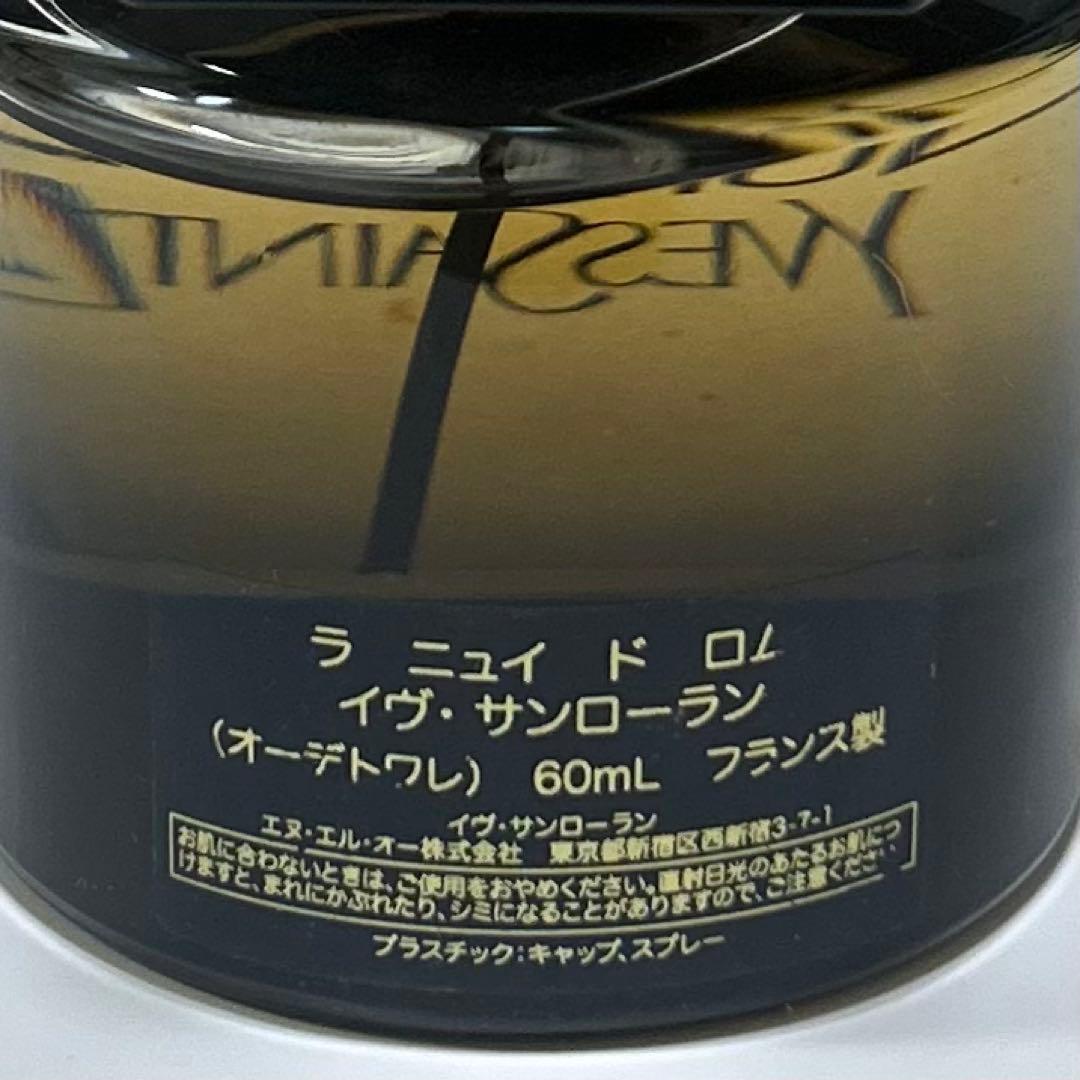 YVES SAINT L
ラ ニュイ ド ロム
イヴ・サンローラン
(オーデトワレ) 60mL フランス製
イヴ・サンローラン
エヌ・エル・オー株式会社 東京都新宿区西新宿3-7-1
お肌に合わないときは、ご使用をおやめください。直射日光のあたるお肌につ
けますと、まれにかぶれたり、シミになることがありますので、ご注意くださ
プラスチック:キャップ、スプレー